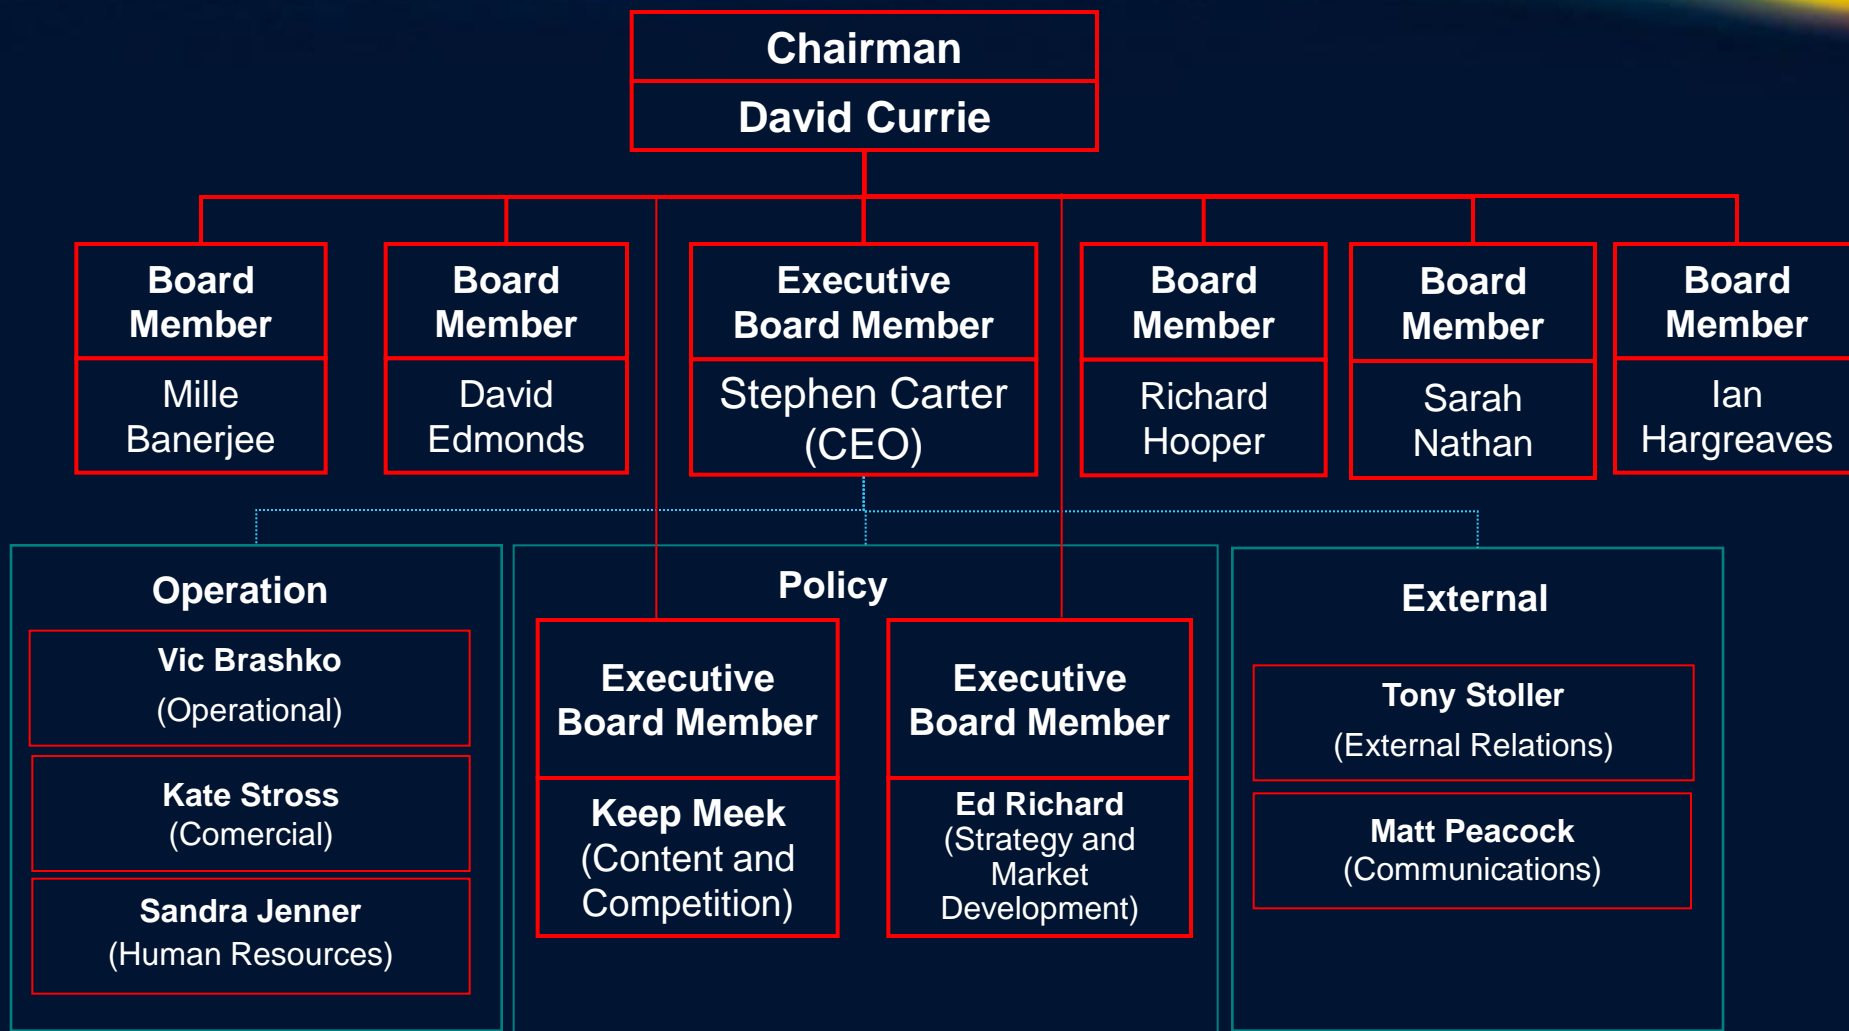 Chairman
David Currie
Board
Member
Mille
Banerjee
Board
Member
David
Edmonds
Executive
Board Member
Stephen Carter
(CEO)
Board
Member
Richard
Hooper
Board
Member
Sarah
Nathan
Board
Member
Ian
Hargreaves
Operation
Vic Brashko
(Operational)
Kate Stross
(Comercial)
Sandra Jenner
(Human Resources)
Policy
Executive
Board Member
Keep Meek
(Content and
Competition)
Executive
Board Member
Ed Richard
(Strategy and
Market
Development)
External
Tony Stoller
(External Relations)
Matt Peacock
(Communications)